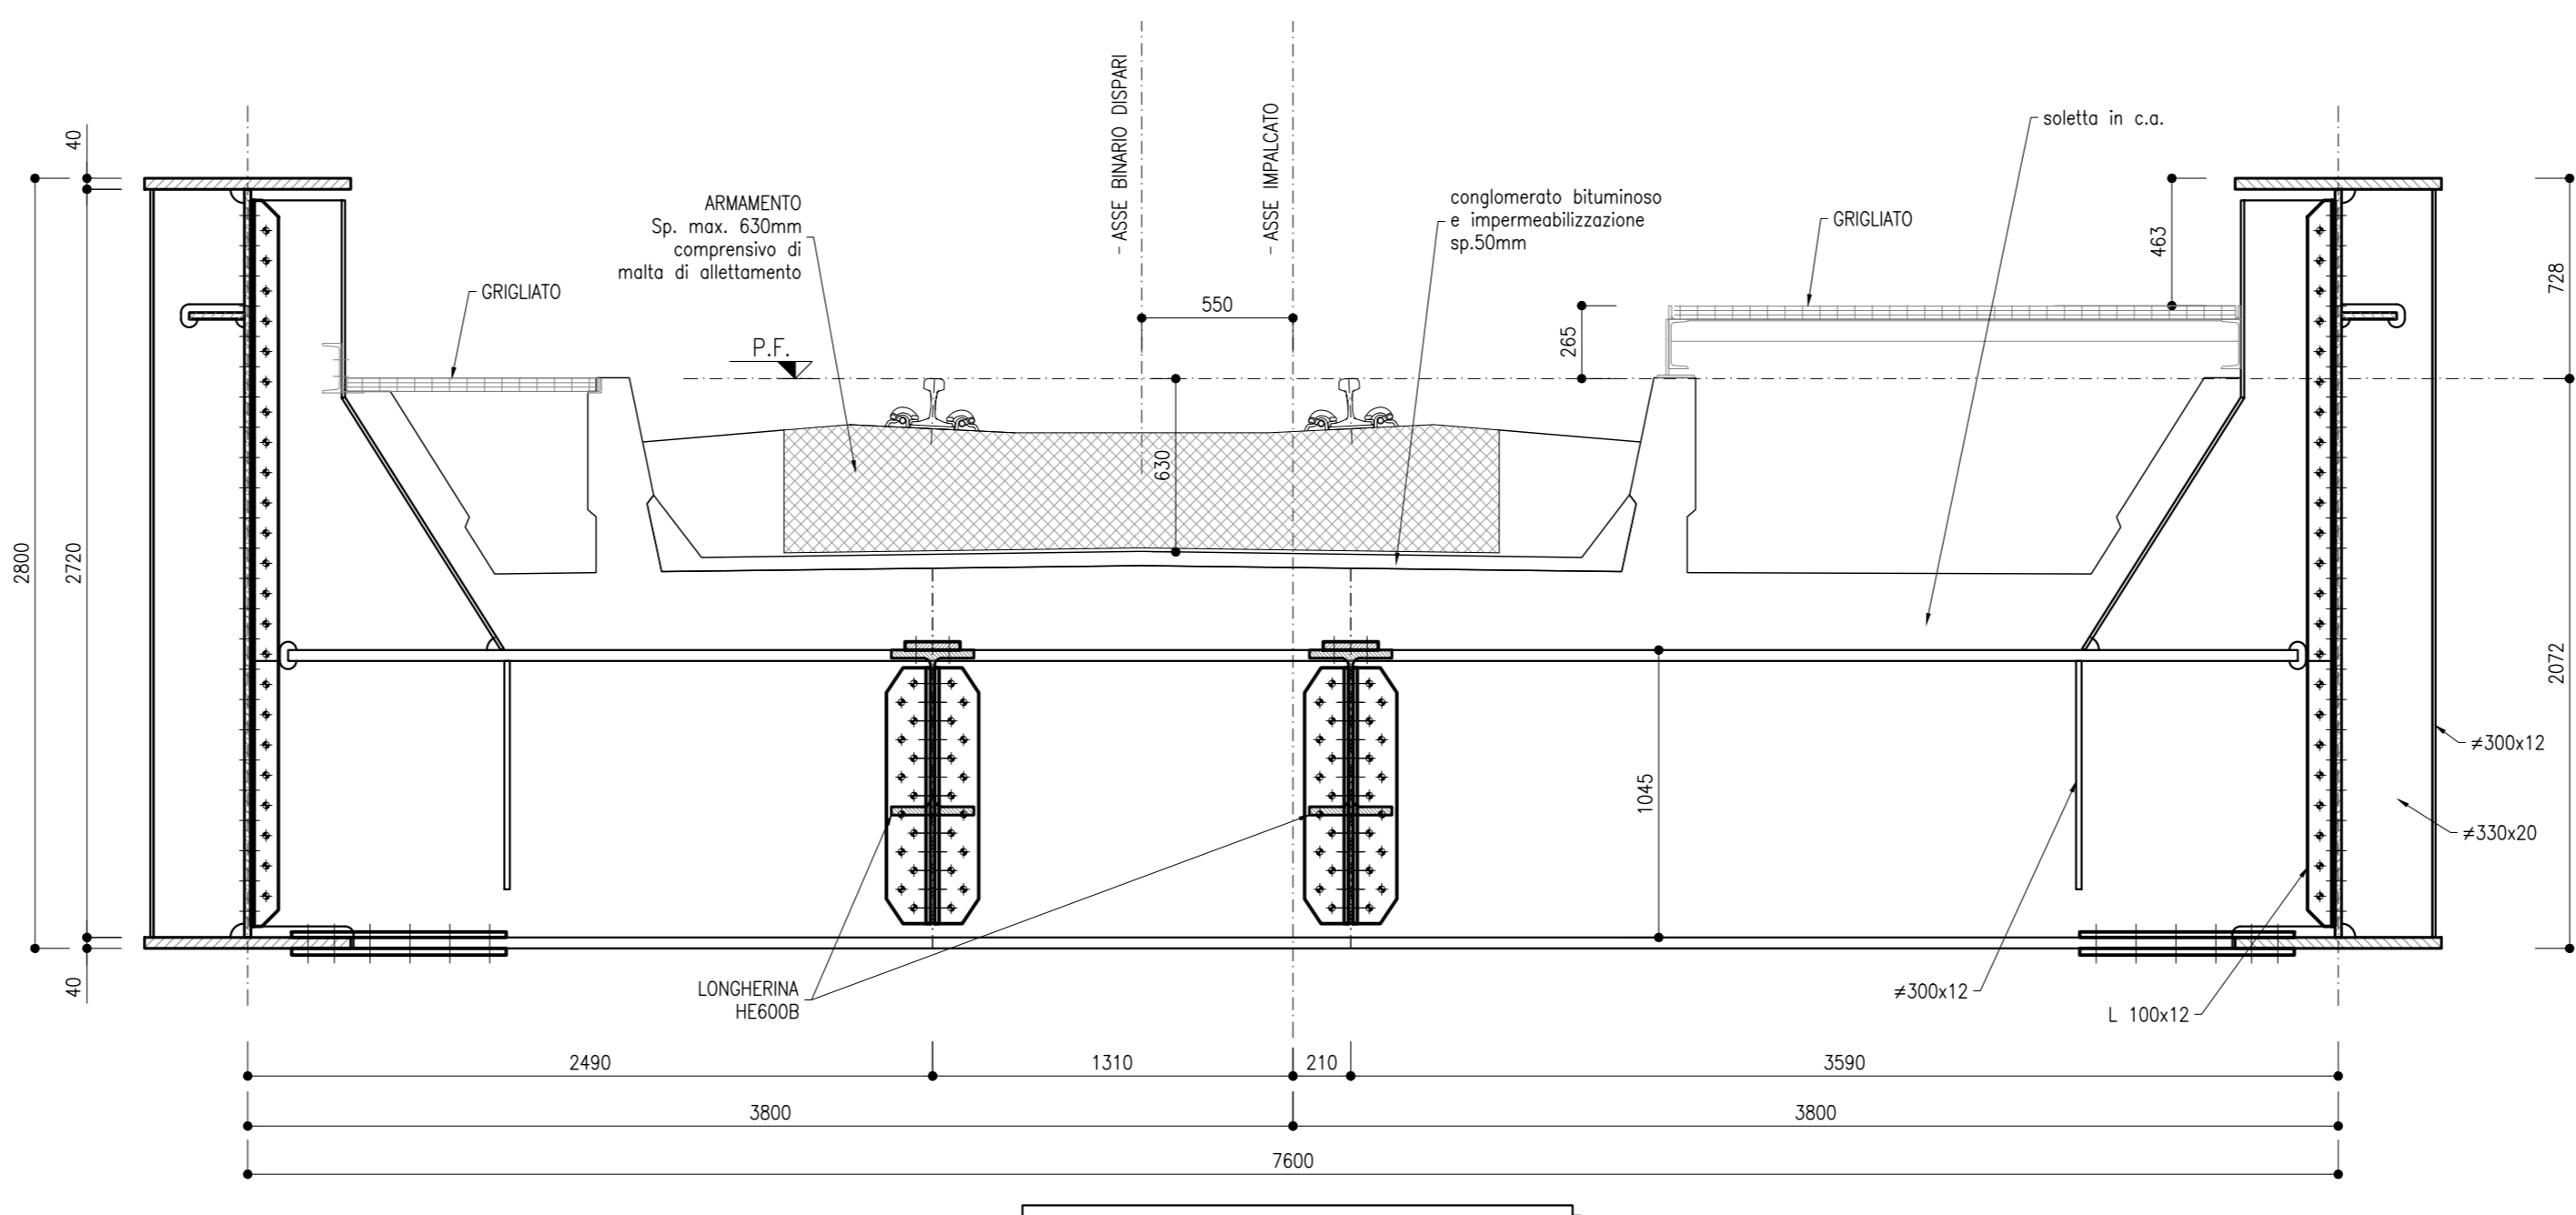 ASSE BINARIO DISPARI
ASSE IMPALCATO
soletta in c.a.
40
ARMAMENTO
Sp. max. 630mm
comprensivo di
malta di allettamento
conglomerato bituminoso
e impermeabilizzazione
sp.50mm
GRIGLIATO
463
728
GRIGLIATO
550
265
P.F.
630
2800
2720
2072
1045
≠300x12
≠330x20
40
LONGHERINA
HE600B
≠300x12
L 100x12
2490
1310
210
3590
3800
3800
7600